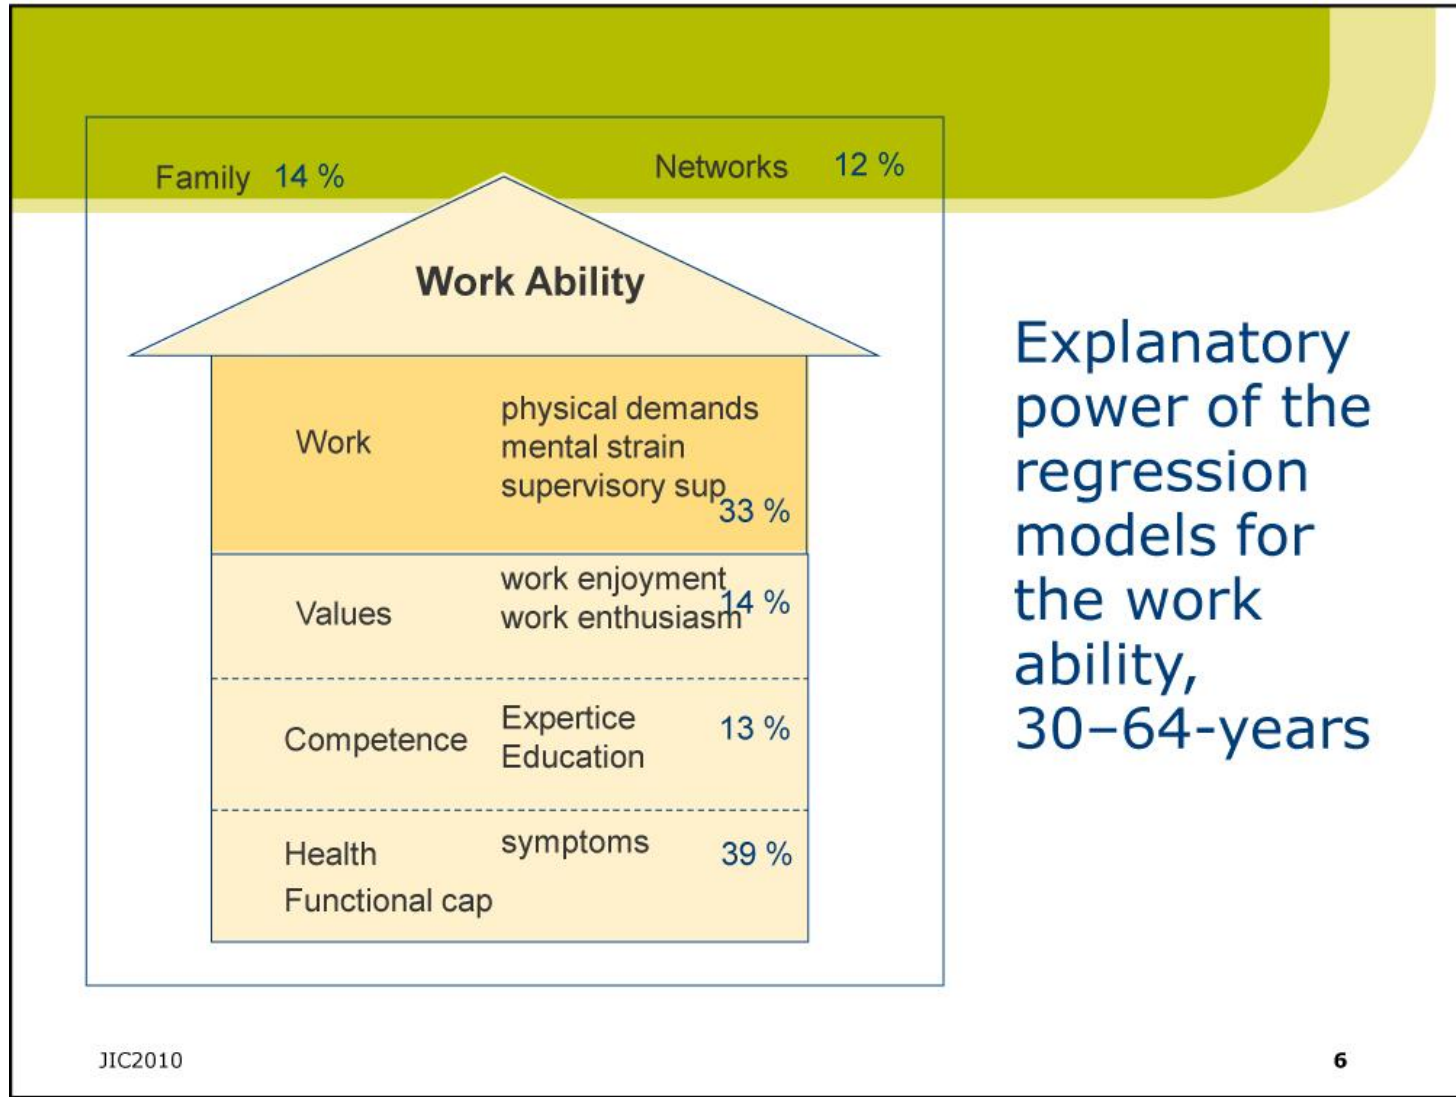 Family 14 %
Networks 12 %
Work Ability
Work
physical demands
mental strain
supervisory sup
33 %
Values
work enjoyment
work enthusiasm
14 %
Competence
Expertice
Education
13 %
Health
Functional cap
symptoms
39 %
Explanatory
power of the
regression
models for
the work
ability,
30–64-years
JIC2010
6